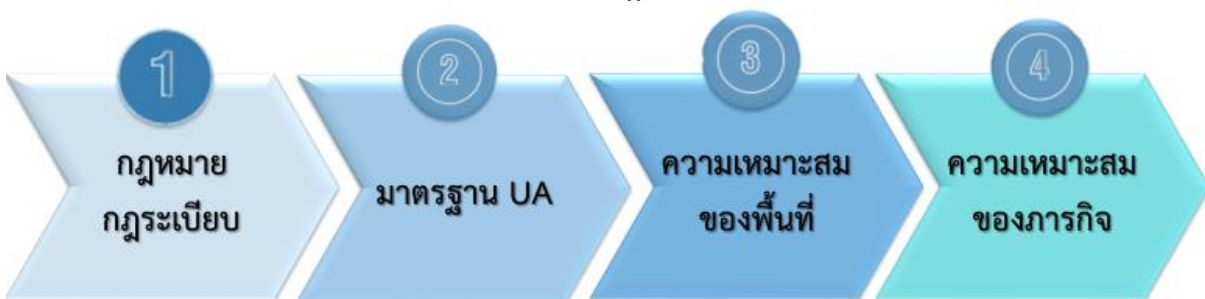 1
กฎหมาย
กฎระเบียบ
2
มาตรฐาน UA
3
ความเหมาะสม
ของพื้นที่
4
ความเหมาะสม
ของภารกิจ